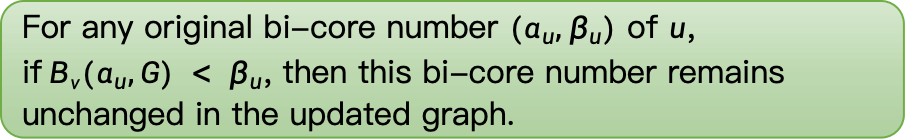 For any original bi–core number (αᵤ, βᵤ) of u,
if Bᵥ(αᵤ, G) < βᵤ, then this bi–core number remains
unchanged in the updated graph.